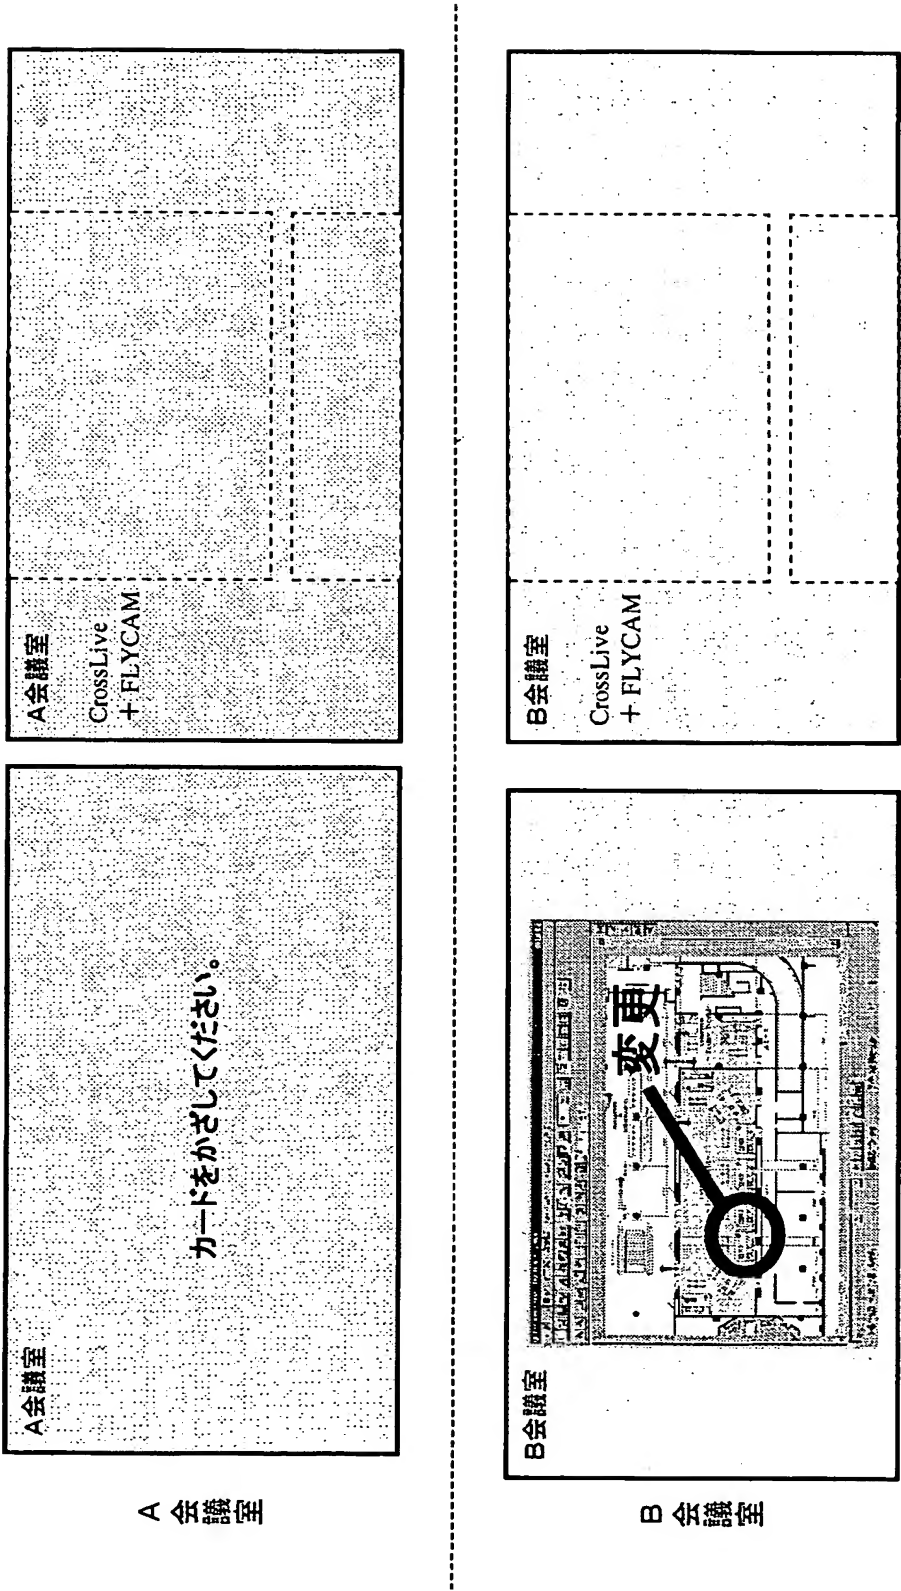 A 会議室
A会議室
カードをかざしてください。
A会議室
CrossLive
+ FLYCAM
B 会議室
B会議室
変更
B会議室
CrossLive
+ FLYCAM